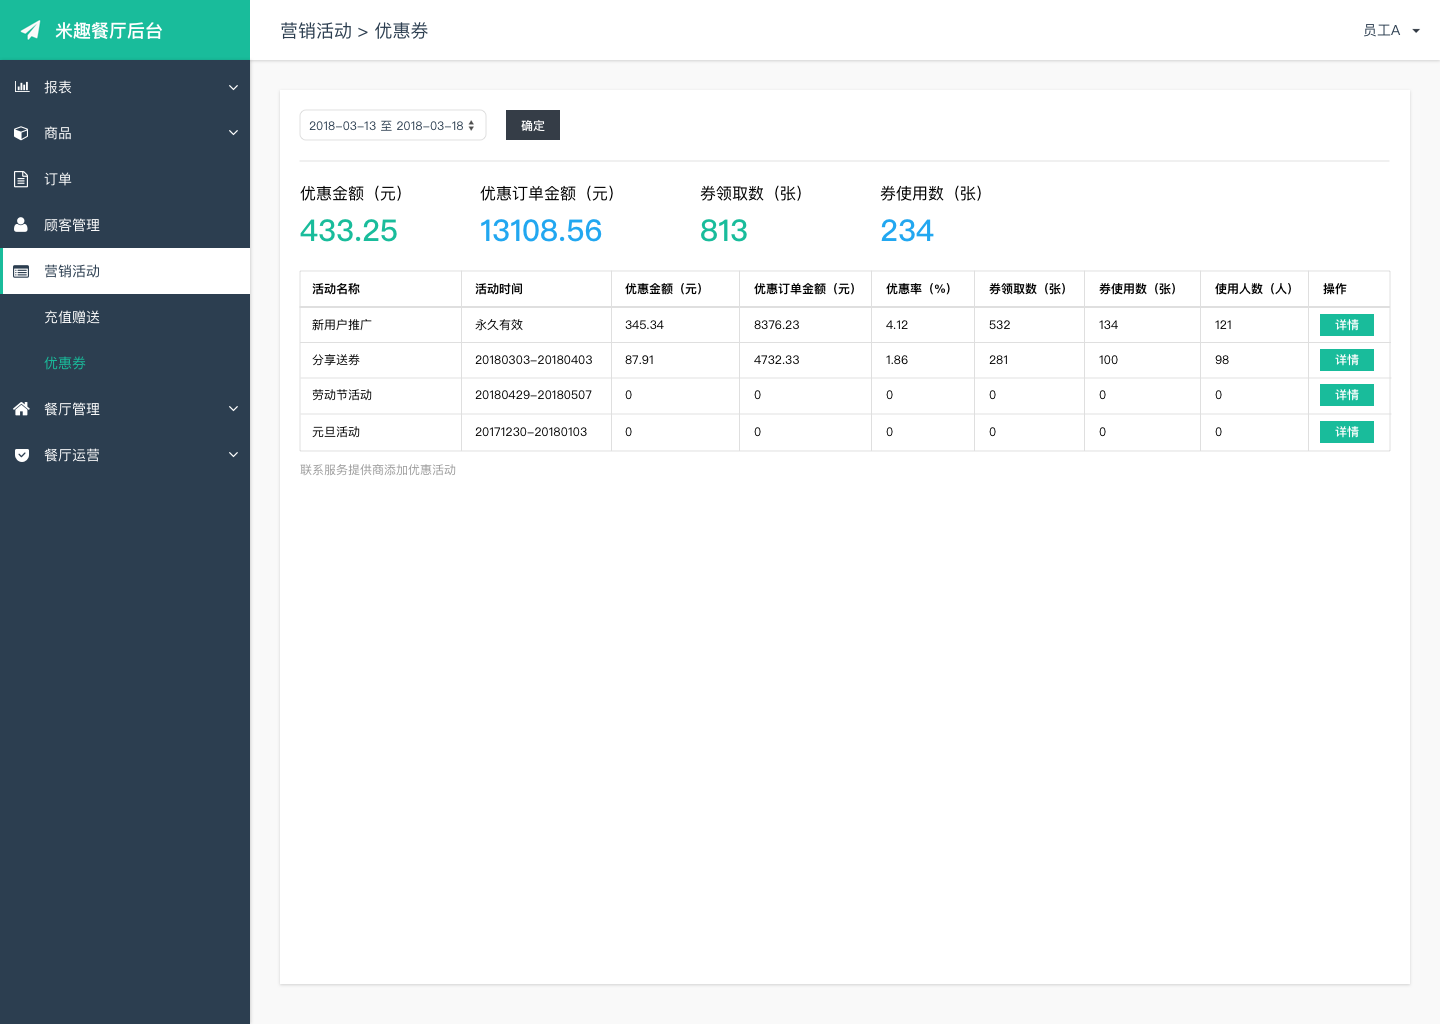 米趣餐厅后台
营销活动 > 优惠券
员工A
报表
商品
订单
顾客管理
营销活动
充值赠送
优惠券
餐厅管理
餐厅运营
2018-03-13 至 2018-03-18 确定
优惠金额（元） 优惠订单金额（元） 券领取数（张） 券使用数（张）
433.25 13108.56 813 234
活动名称 活动时间 优惠金额（元） 优惠订单金额（元） 优惠率（%） 券领取数（张） 券使用数（张） 使用人数（人） 操作
新用户推广 永久有效 345.34 8376.23 4.12 532 134 121 详情
分享送券 20180303-20180403 87.91 4732.33 1.86 281 100 98 详情
劳动节活动 20180429-20180507 0 0 0 0 0 0 详情
元旦活动 20171230-20180103 0 0 0 0 0 0 详情
联系服务提供商添加优惠活动